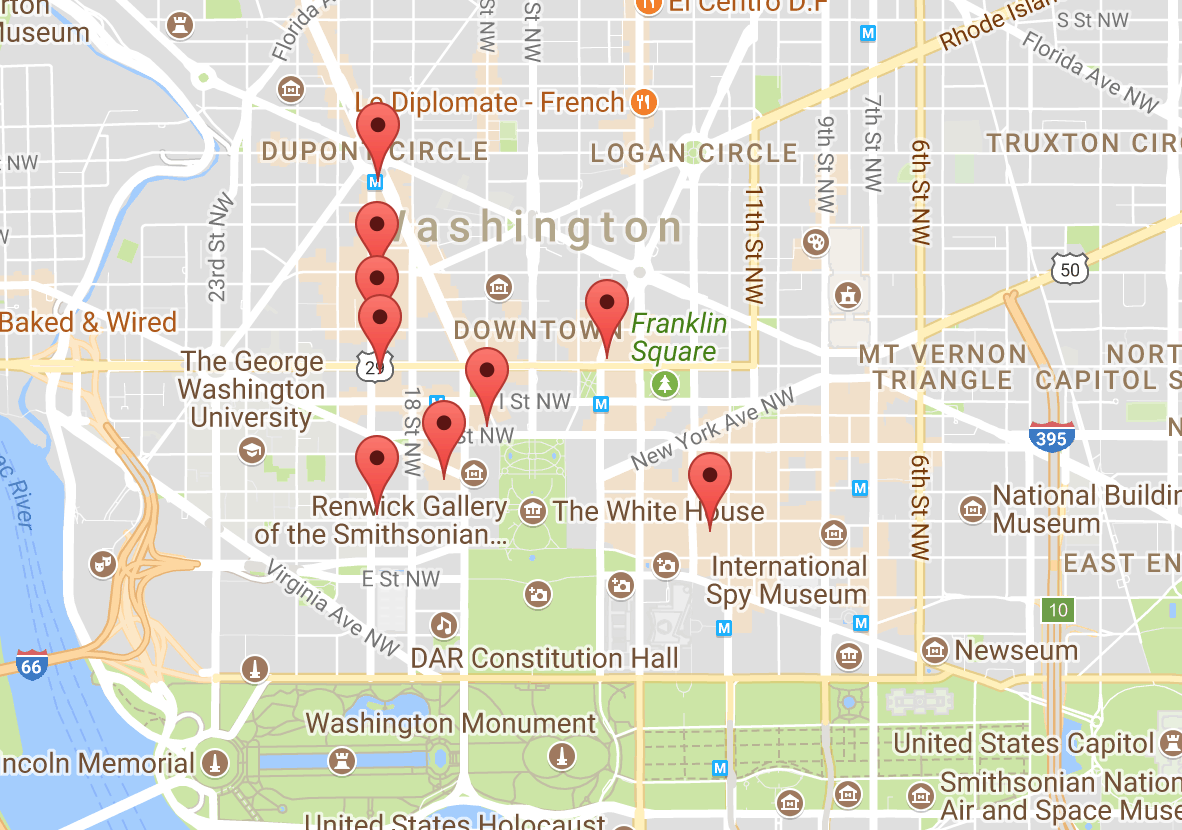 rton
Museum
Florida A
St NW
St NW
El Centro D.F
M
Rhode Islan
S St NW
Florida Ave NW
Le Diplomate - French
7th St NW
9th St NW
DUPONT CIRCLE
LOGAN CIRCLE
TRUXTON CIR
NW
M
6th St NW
11th St NW
23rd St NW
Washington
50
Baked & Wired
DOWNTOWN
Franklin
Square
The George
Washington
University
29
MT VERNON
TRIANGLE
NORT
CAPITOL S
18 St NW
I St NW
M
New York Ave NW
St NW
395
N
6th St NW
M
Renwick Gallery
of the Smithsonian...
The White House
National Buildin
Museum
River
E St NW
International
Spy Museum
EAST EN
Virginia Ave NW
10
M
M
66
DAR Constitution Hall
Newseum
Washington Monument
ncoln Memorial
M
United States Capitol
Smithsonian Nation
Air and Space Muse
United States Holocaust